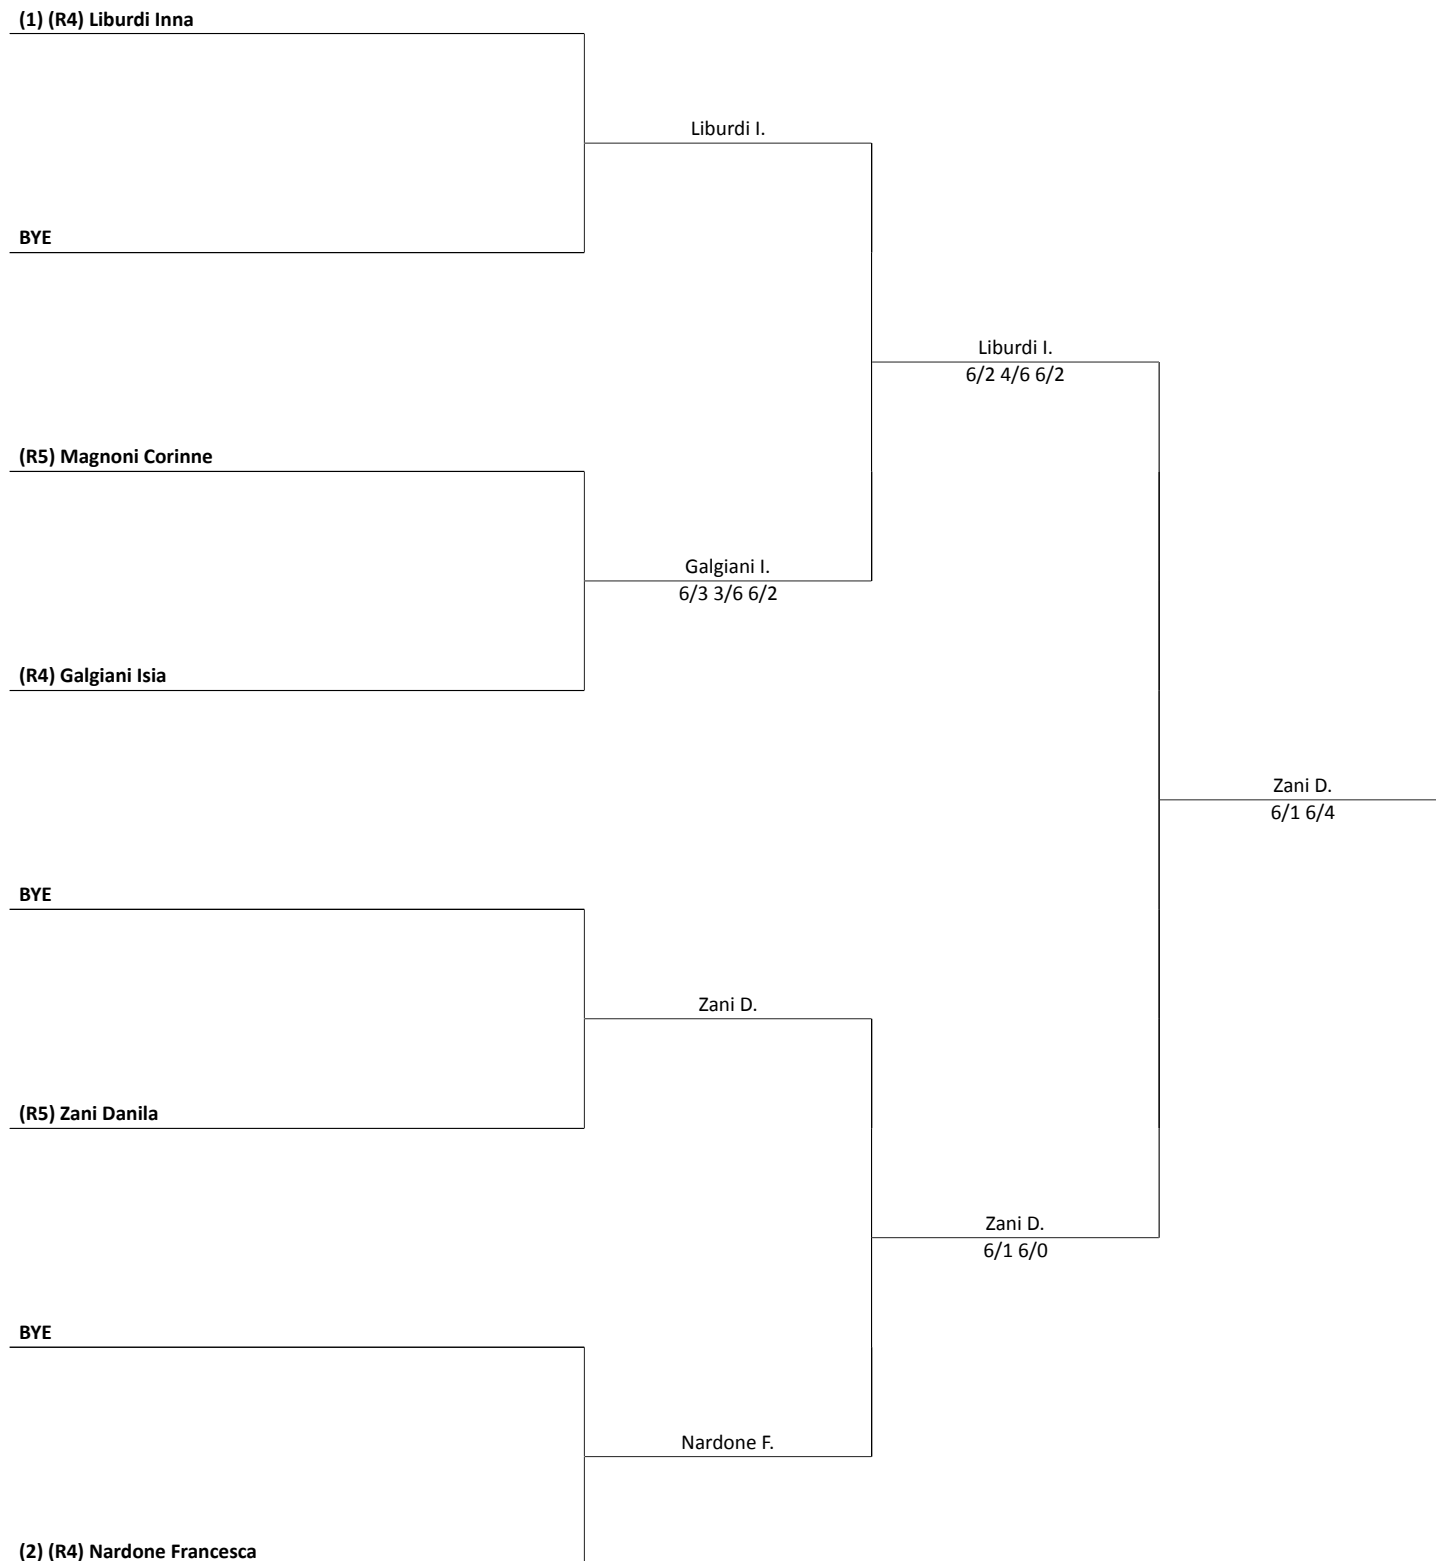 (1) (R4) Liburdi Inna
Liburdi I.
BYE
Liburdi I.
6/2 4/6 6/2
(R5) Magnoni Corinne
Galgiani I.
6/3 3/6 6/2
(R4) Galgiani Isia
Zani D.
6/1 6/4
BYE
Zani D.
(R5) Zani Danila
Zani D.
6/1 6/0
BYE
Nardone F.
(2) (R4) Nardone Francesca